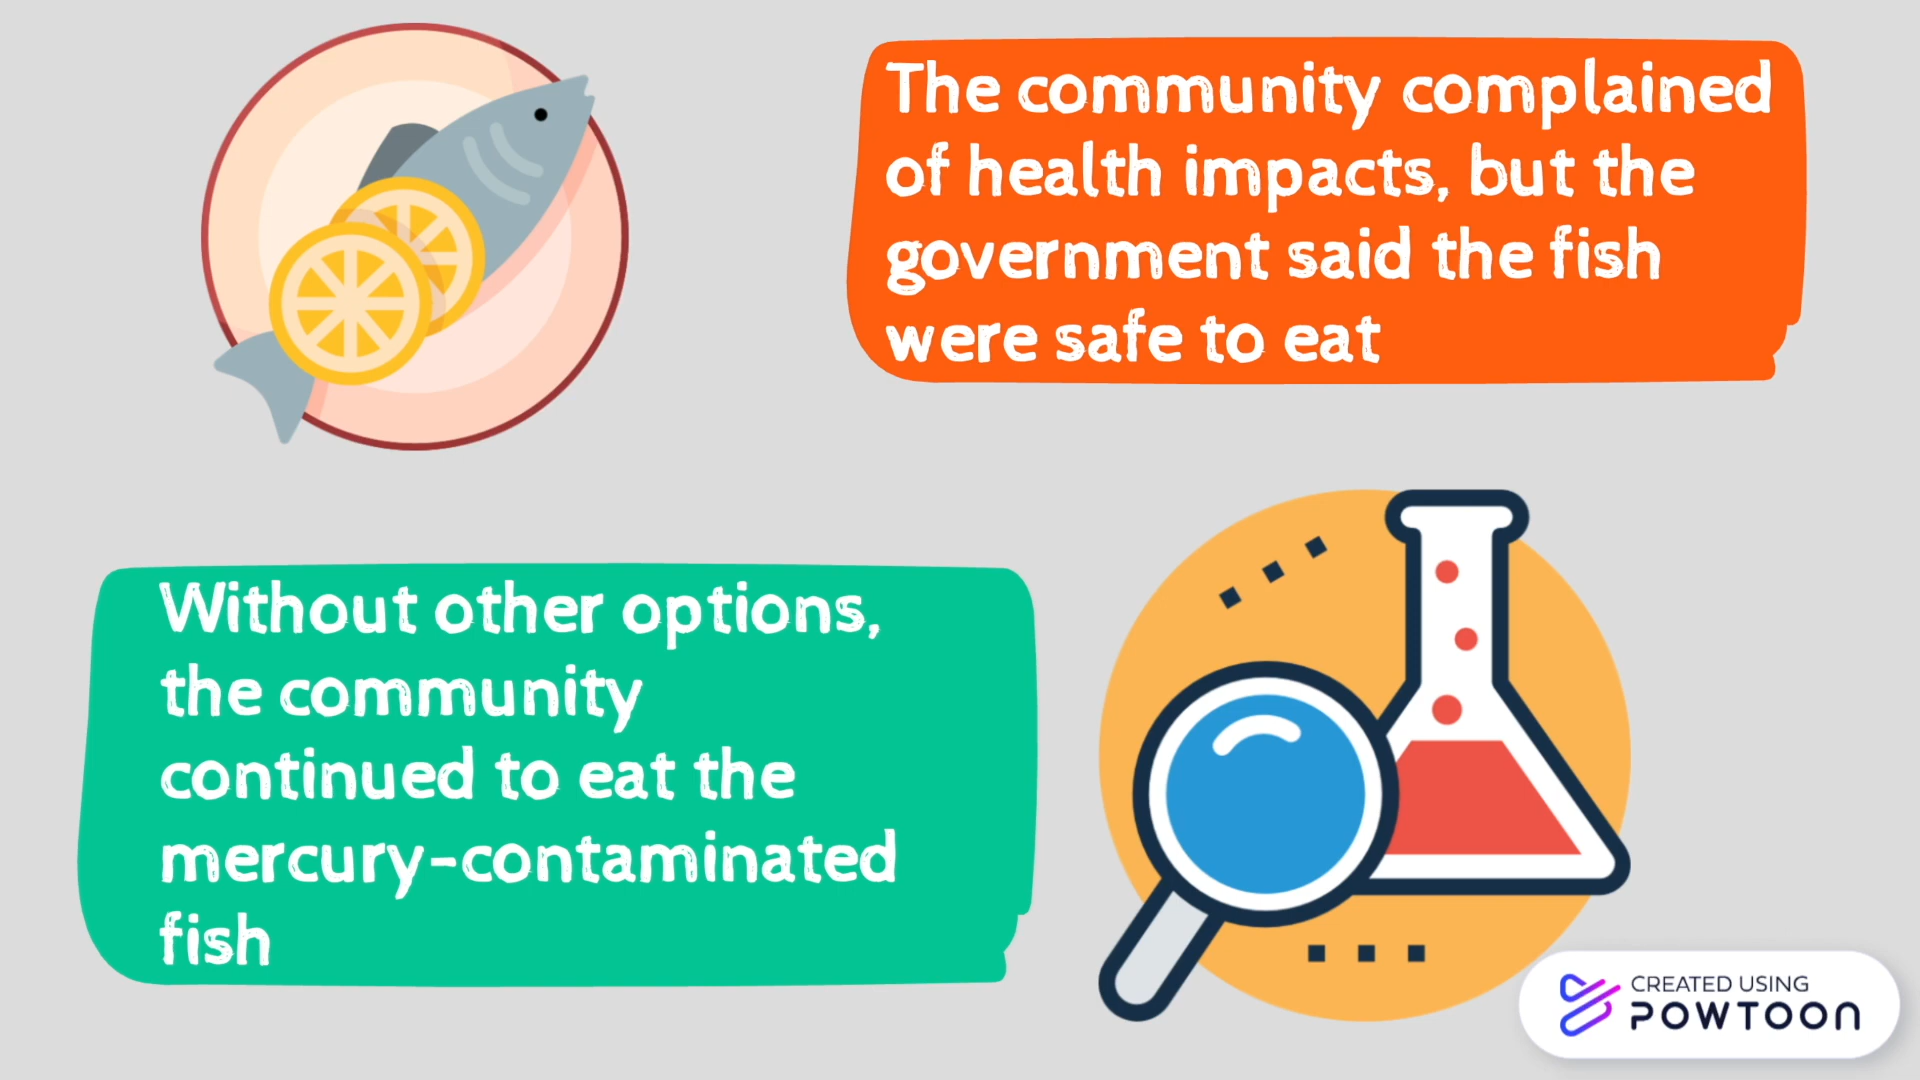 The community complained
of health impacts, but the
government said the fish
were safe to eat
Without other options,
the community
continued to eat the
mercury-contaminated
fish
CREATED USING
POWTOON